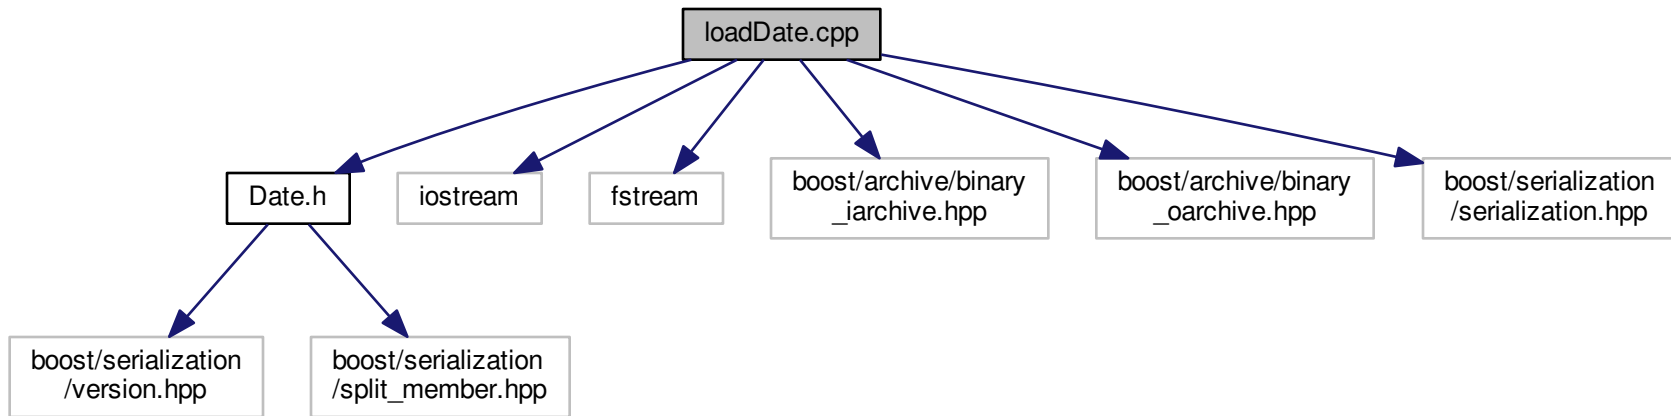 loadDate.cpp
Date.h
iostream
fstream
boost/archive/binary
_iarchive.hpp
boost/archive/binary
_oarchive.hpp
boost/serialization
/serialization.hpp
boost/serialization
/version.hpp
boost/serialization
/split_member.hpp